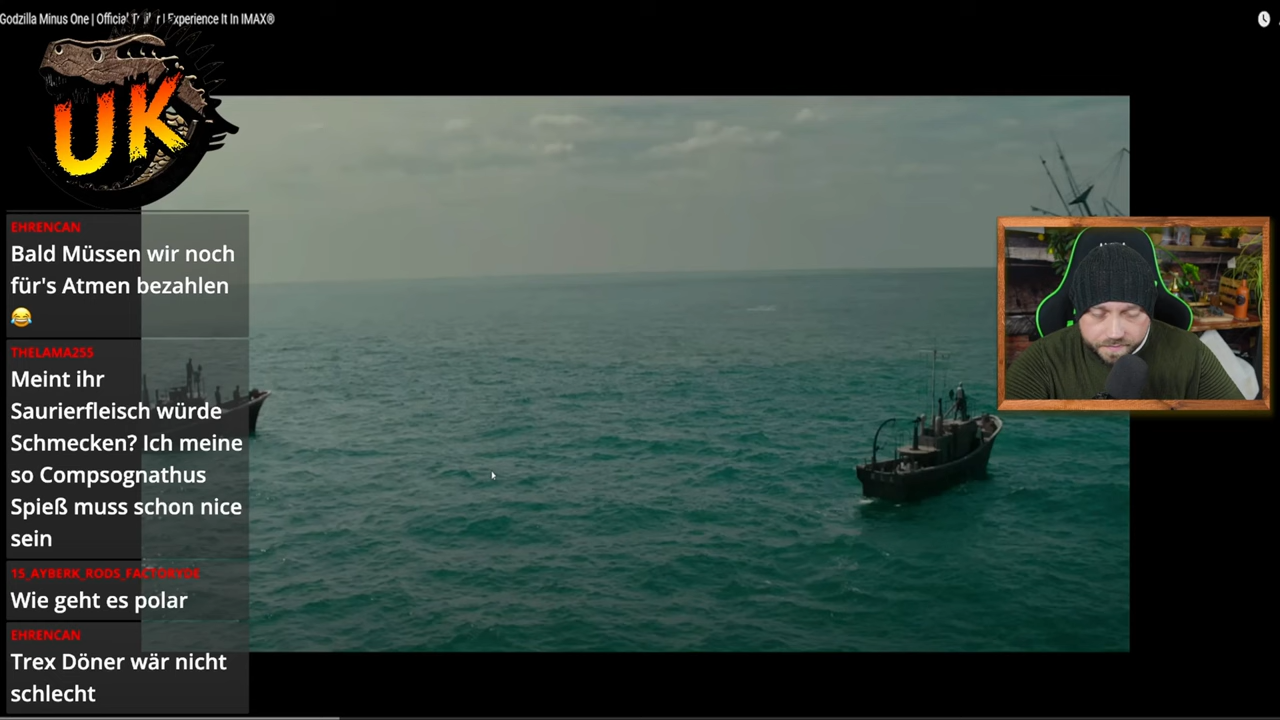 Godzilla Minus One | Official Trailer | Experience It In IMAX®
UK
EHRENCAN
Bald Müssen wir noch
für's Atmen bezahlen
😂
THELAMA255
Meint ihr
Saurierfleisch würde
Schmecken? Ich meine
so Compsognathus
Spieß muss schon nice
sein
15_AYBERK_RODS_FACTORYDE
Wie geht es polar
EHRENCAN
Trex Döner wär nicht
schlecht